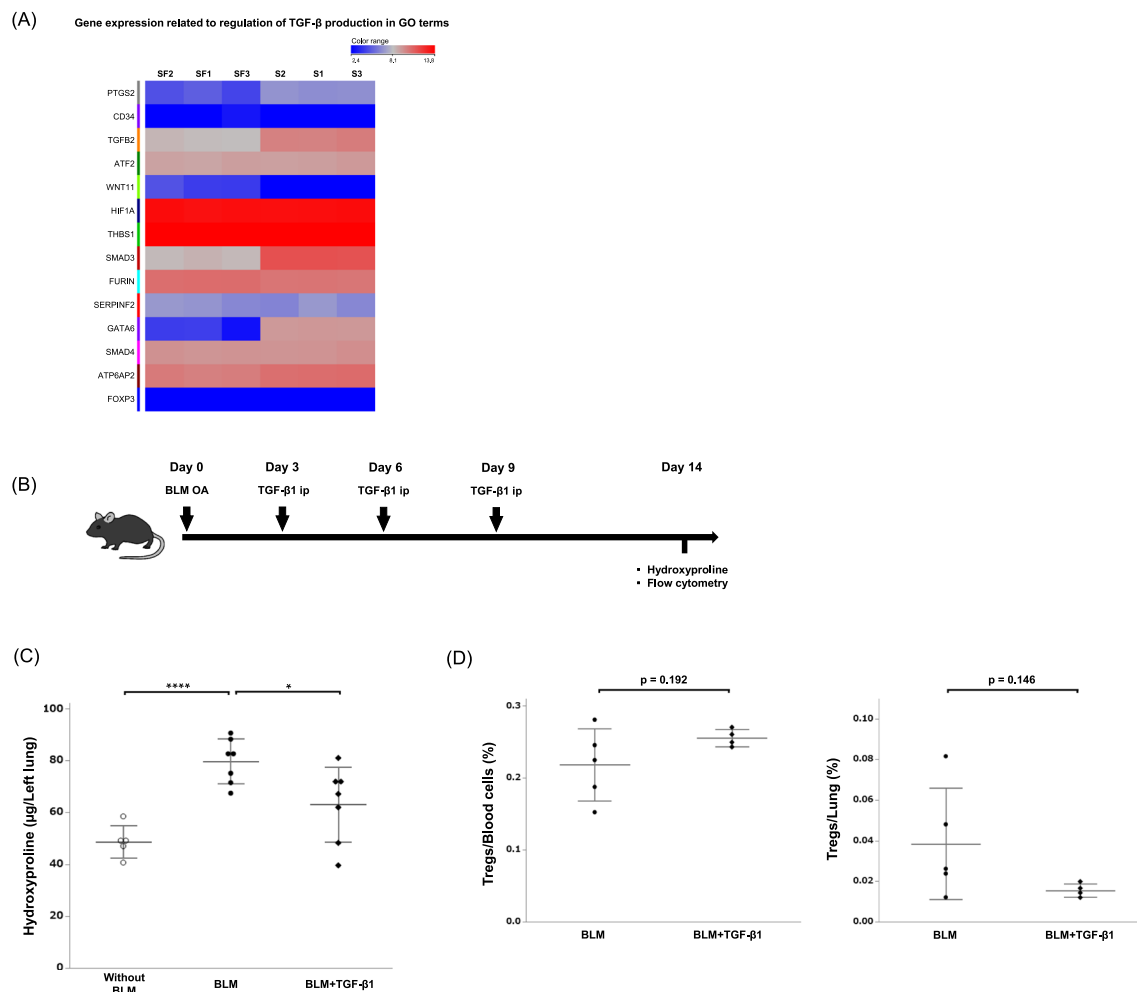 (A)
Gene expression related to regulation of TGF-β production in GO terms
Color range
2,4 8,1 13,8
SF2 SF1 SF3 S2 S1 S3
PTGS2
CD34
TGFB2
ATF2
WNT11
HIF1A
THBS1
SMAD3
FURIN
SERPINF2
GATA6
SMAD4
ATP6AP2
FOXP3
(B)
Day 0 Day 3 Day 6 Day 9 Day 14
BLM OA TGF-β1 ip TGF-β1 ip TGF-β1 ip
▪ Hydroxyproline
▪ Flow cytometry
(C)
**** *
Hydroxyproline (μg/Left lung)
100
80
60
40
20
0
Without
BLM
BLM
BLM+TGF-β1
(D)
p = 0.192
Tregs/Blood cells (%)
0.3
0.2
0.1
0.0
BLM BLM+TGF-β1
p = 0.146
Tregs/Lung (%)
0.10
0.08
0.06
0.04
0.02
0.00
BLM BLM+TGF-β1